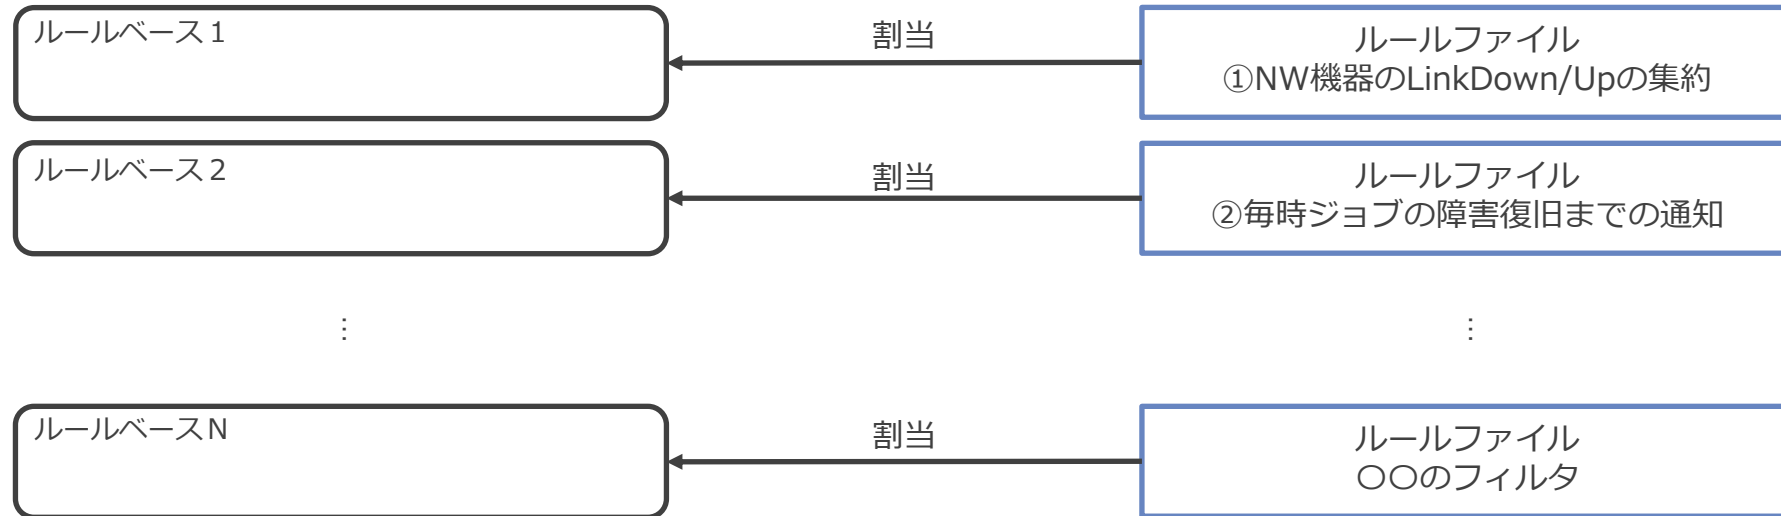 ルールベース１
割当
ルールファイル
①NW機器のLinkDown/Upの集約
ルールベース２
割当
ルールファイル
②毎時ジョブの障害復旧までの通知
…
…
ルールベースＮ
割当
ルールファイル
〇〇のフィルタ